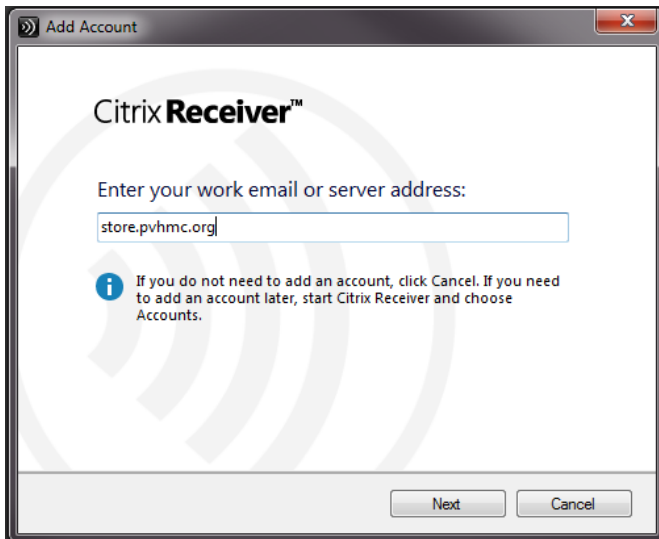 Add Account
Citrix Receiver™
Enter your work email or server address:
store.pvhmc.org
If you do not need to add an account, click Cancel. If you need
to add an account later, start Citrix Receiver and choose
Accounts.
Next
Cancel